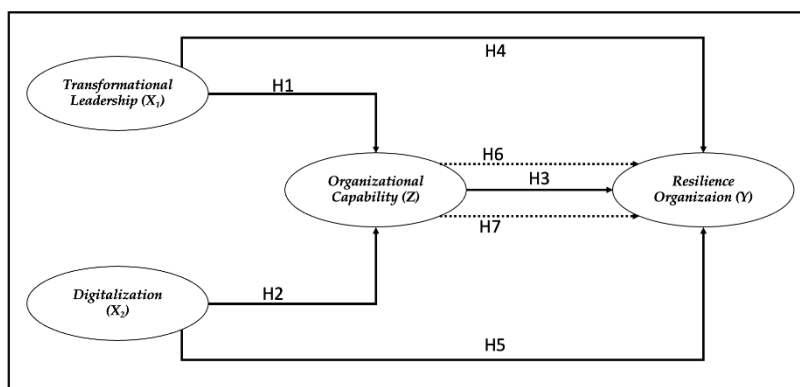 H4
Transformational
Leadership (X₁)
H1
H6
Organizational
Capability (Z)
H3
Resilience
Organizaion (Y)
H7
Digitalization
(X₂)
H2
H5